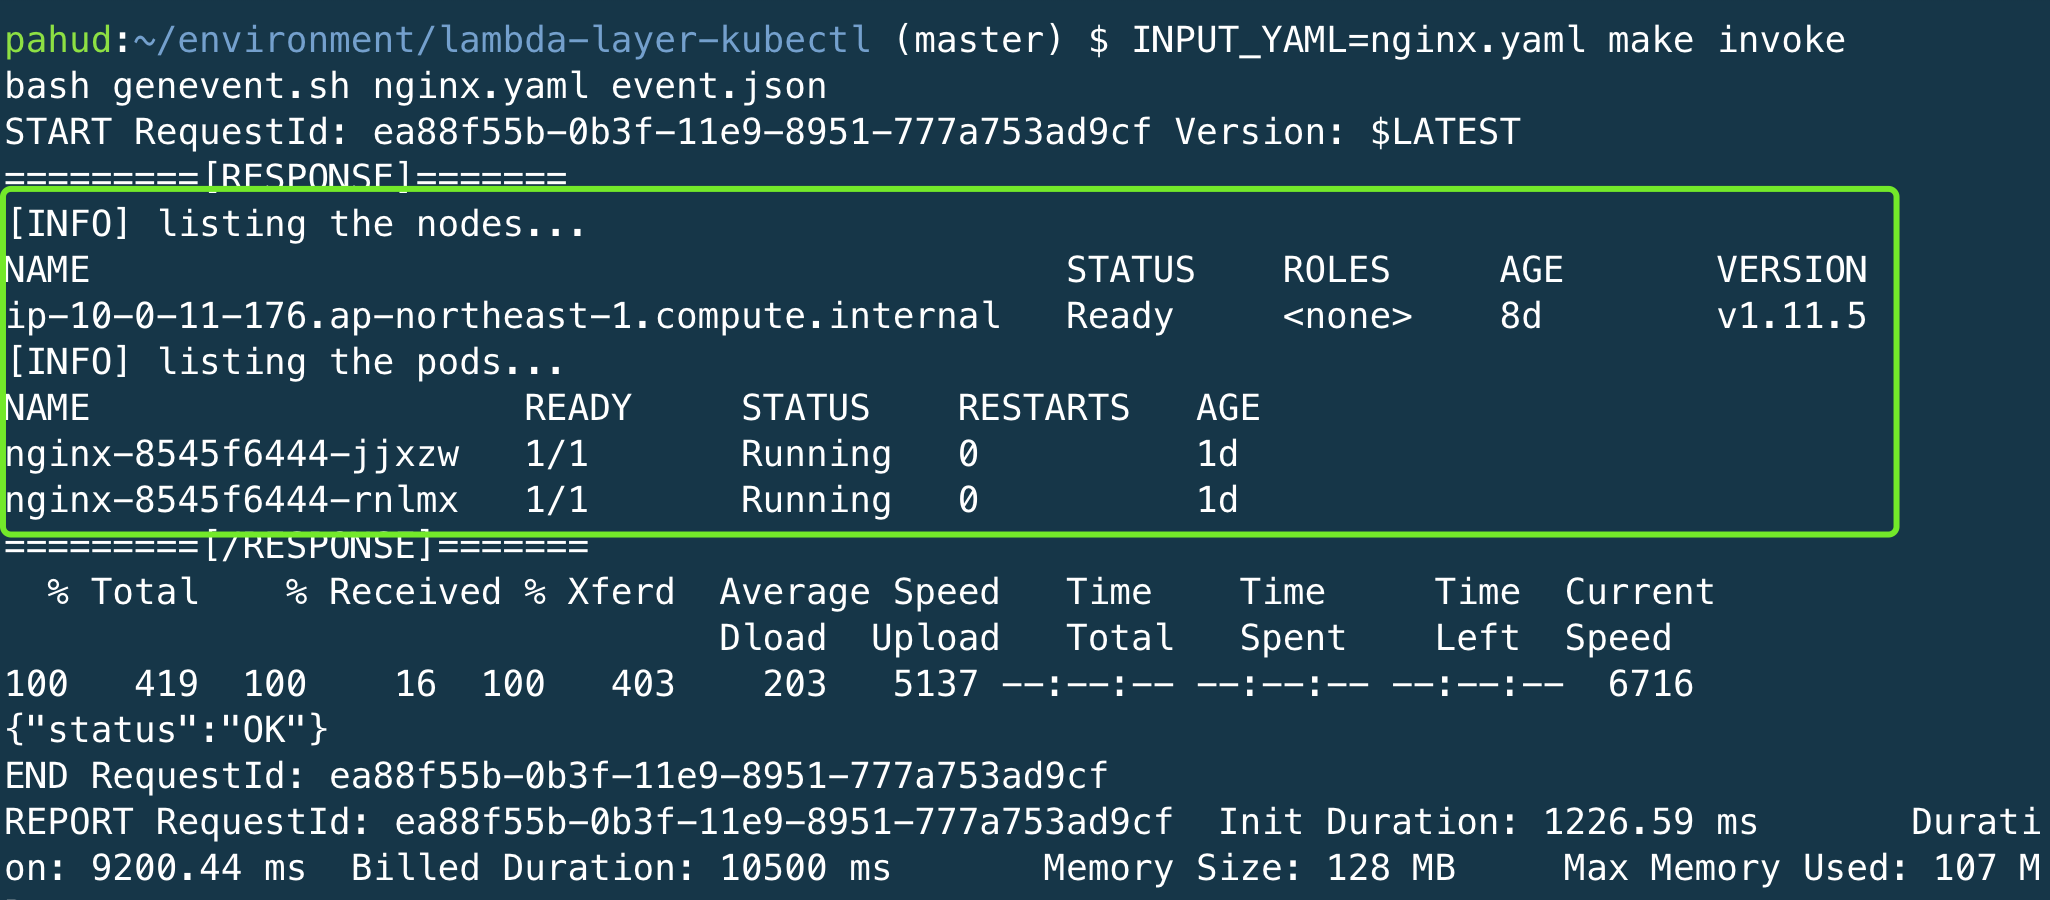 pahud:~/environment/lambda-layer-kubectl (master) $ INPUT_YAML=nginx.yaml make invoke
bash genevent.sh nginx.yaml event.json
START RequestId: ea88f55b-0b3f-11e9-8951-777a753ad9cf Version: $LATEST
=========[RESPONSE]=======
[INFO] listing the nodes...
NAME                                             STATUS    ROLES     AGE       VERSION
ip-10-0-11-176.ap-northeast-1.compute.internal   Ready     <none>    8d        v1.11.5
[INFO] listing the pods...
NAME                    READY     STATUS    RESTARTS   AGE
nginx-8545f6444-jjxzw   1/1       Running   0          1d
nginx-8545f6444-rnlmx   1/1       Running   0          1d
=========[/RESPONSE]=======
  % Total    % Received % Xferd  Average Speed   Time    Time     Time  Current
                                 Dload  Upload   Total   Spent    Left  Speed
100   419  100    16  100   403    203   5137 --:--:-- --:--:-- --:--:--  6716
{"status":"OK"}
END RequestId: ea88f55b-0b3f-11e9-8951-777a753ad9cf
REPORT RequestId: ea88f55b-0b3f-11e9-8951-777a753ad9cf  Init Duration: 1226.59 ms       Durati
on: 9200.44 ms  Billed Duration: 10500 ms       Memory Size: 128 MB     Max Memory Used: 107 M